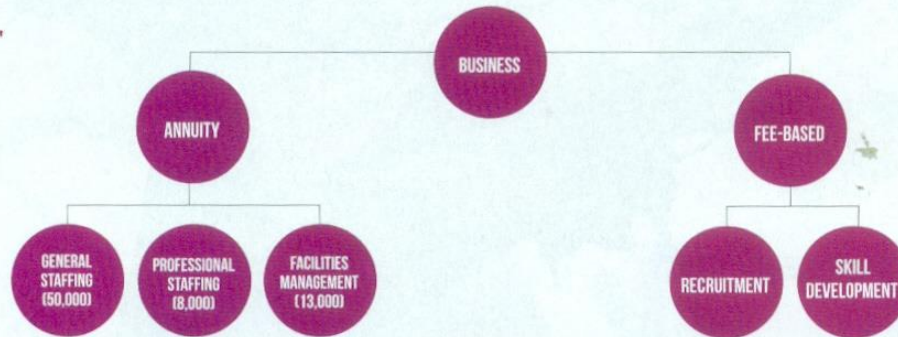 BUSINESS
ANNUITY
FEE-BASED
GENERAL
STAFFING
(50,000)
PROFESSIONAL
STAFFING
(8,000)
FACILITIES
MANAGEMENT
(13,000)
RECRUITMENT
SKILL
DEVELOPMENT